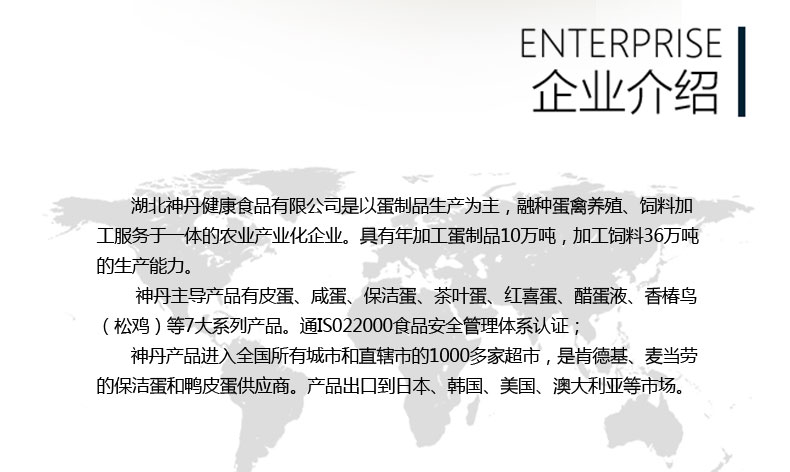 ENTERPRISE
企业介绍
湖北神丹健康食品有限公司是以蛋制品生产为主，融种蛋禽养殖、饲料加
工服务于一体的农业产业化企业。具有年加工蛋制品10万吨，加工饲料36万吨
的生产能力。
神丹主导产品有皮蛋、咸蛋、保洁蛋、茶叶蛋、红喜蛋、醋蛋液、香椿鸟
（松鸡）等7大系列产品。通ISO22000食品安全管理体系认证；
神丹产品进入全国所有城市和直辖市的1000多家超市，是肯德基、麦当劳
的保洁蛋和鸭皮蛋供应商。产品出口到日本、韩国、美国、澳大利亚等市场。